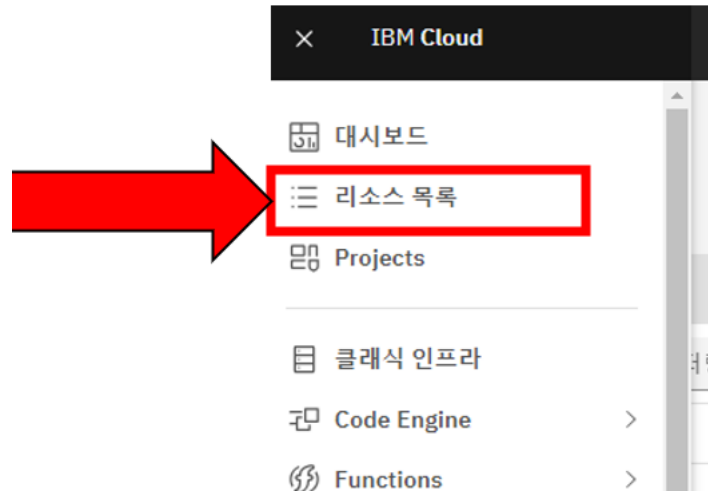 IBM Cloud
대시보드
리소스 목록
Projects
클래식 인프라
Code Engine
Functions